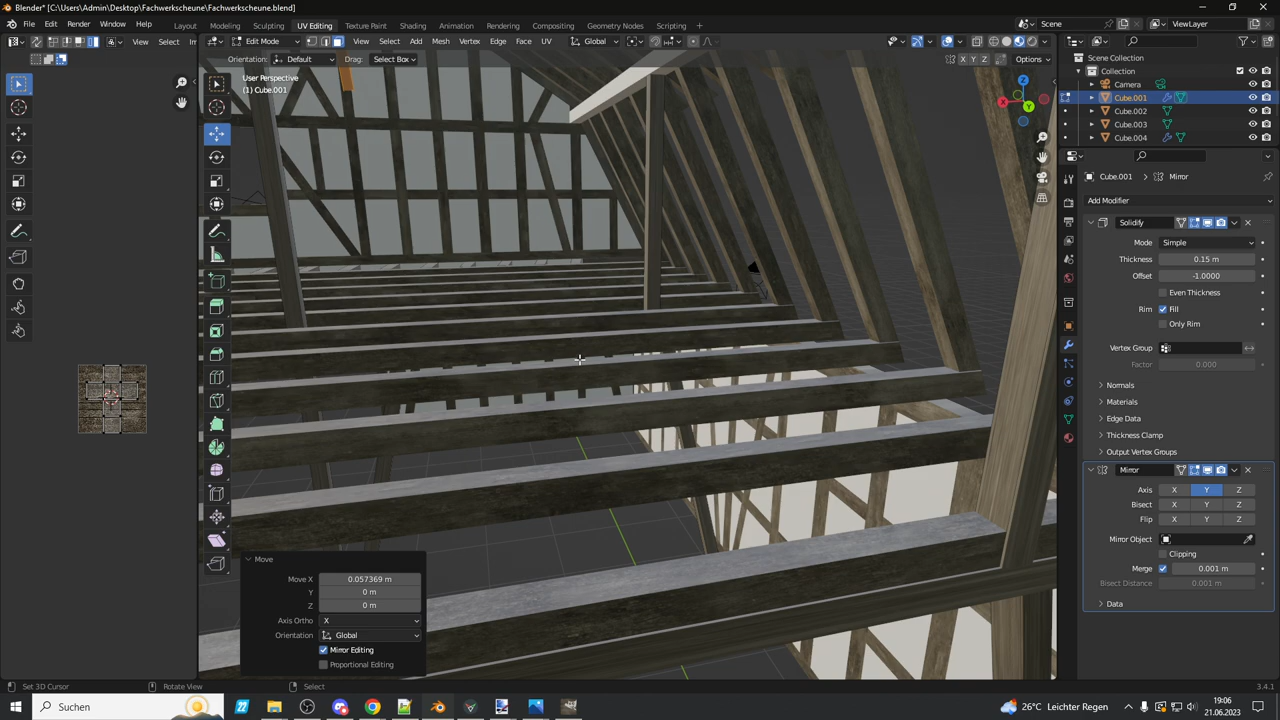 Blender* [C:\Users\Admin\Desktop\Fachwerkscheune\Fachwerkscheune.blend]
File Edit Render Window Help Layout Modeling Sculpting UV Editing Texture Paint Shading Animation Rendering Compositing Geometry Nodes Scripting Scene ViewLayer
View Select Edit Mode View Select Add Mesh Vertex Edge Face UV Global
Orientation: Default Drag: Select Box X Y Z Options
User Perspective
(1) Cube.001
Z
X
Y
Scene Collection
Collection
Camera
Cube.001
Cube.002
Cube.003
Cube.004
Cube.001 Mirror
Add Modifier
Solidify
Mode Simple
Thickness 0.15 m
Offset -1.0000
Even Thickness
Rim Fill
Only Rim
Vertex Group
Factor 0.000
Normals
Materials
Edge Data
Thickness Clamp
Output Vertex Groups
Mirror
Axis X Y Z
Bisect X Y Z
Flip X Y Z
Mirror Object
Clipping
Merge 0.001 m
Bisect Distance 0.001 m
Data
Move
Move X 0.057369 m
Y 0 m
Z 0 m
Axis Ortho X
Orientation Global
Mirror Editing
Proportional Editing
Set 3D Cursor Rotate View Select 3.4.1
Suchen 26°C Leichter Regen 19:06
21.06.2023